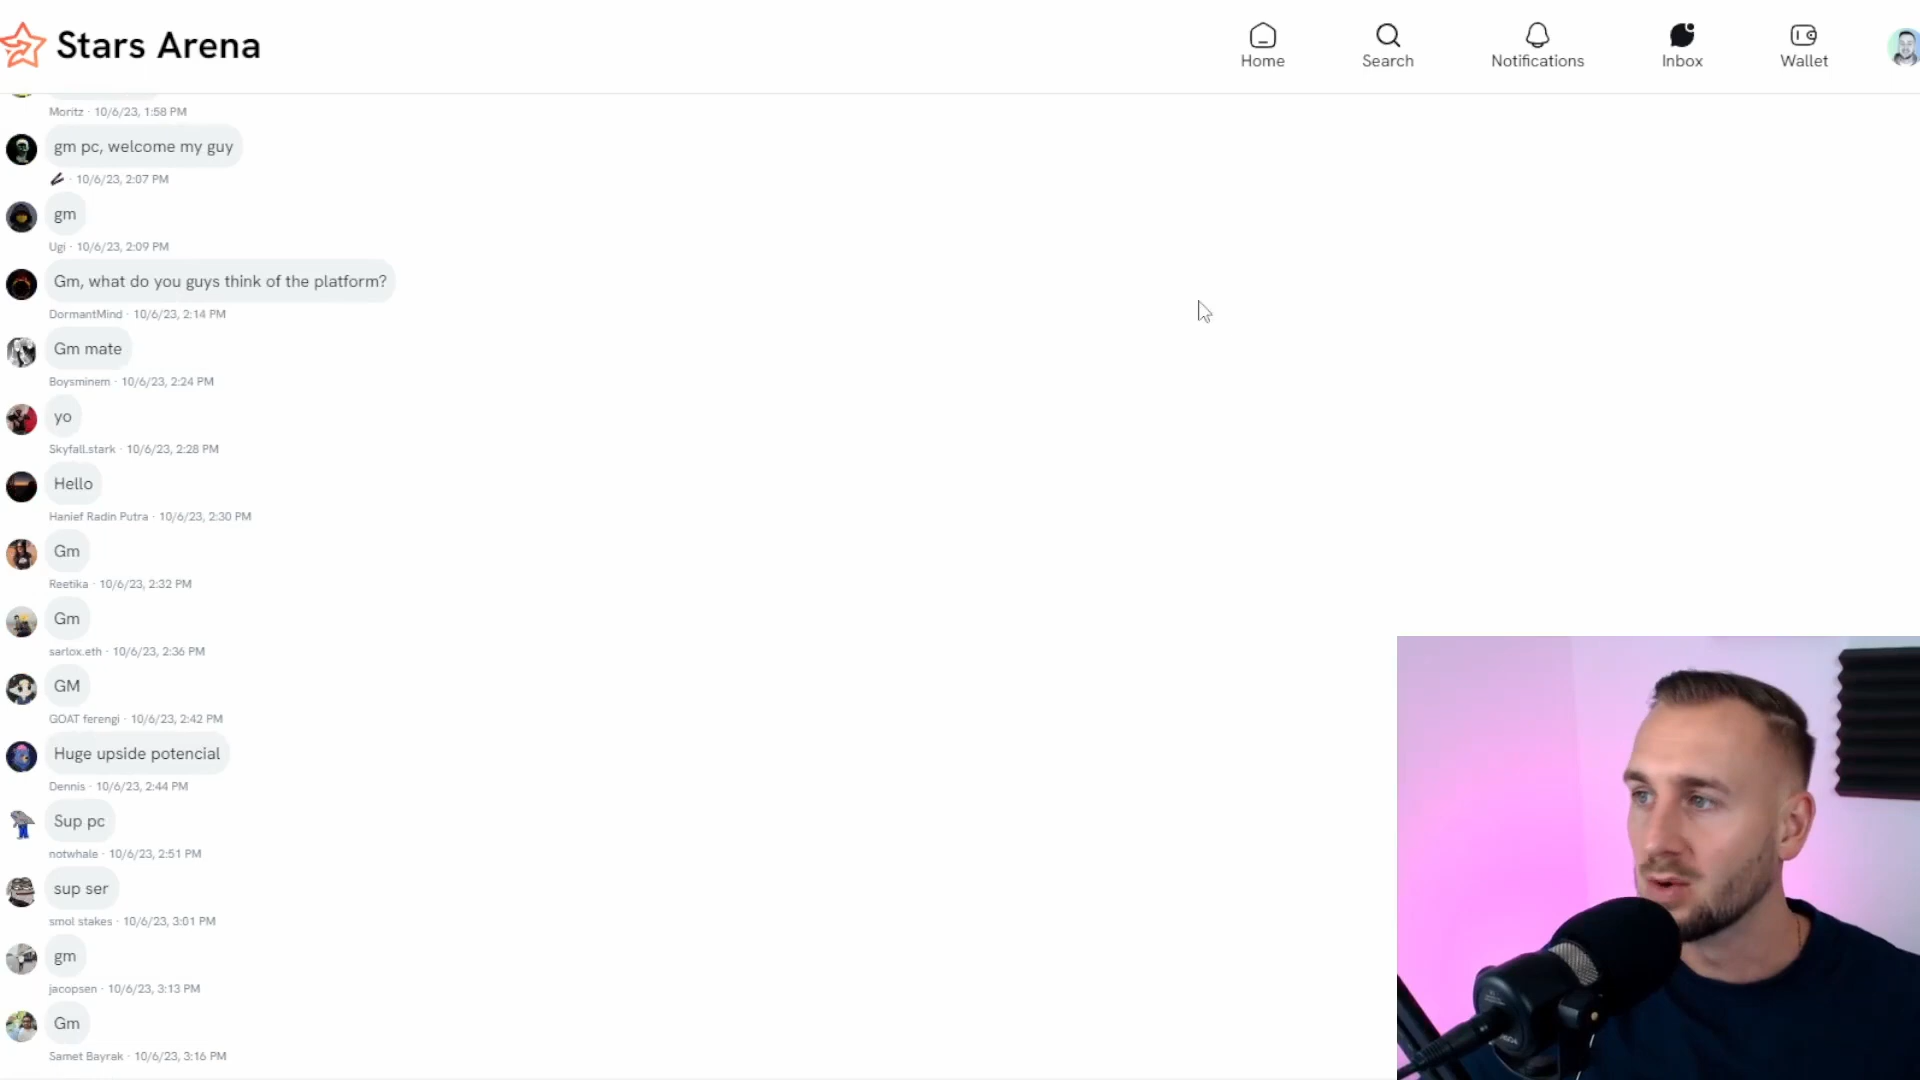 Stars Arena
Home
Search
Notifications
Inbox
Wallet
Moritz · 10/6/23, 1:58 PM
gm pc, welcome my guy
· 10/6/23, 2:07 PM
gm
Ugi · 10/6/23, 2:09 PM
Gm, what do you guys think of the platform?
DormantMind · 10/6/23, 2:14 PM
Gm mate
Boysminem · 10/6/23, 2:24 PM
yo
Skyfall.stark · 10/6/23, 2:28 PM
Hello
Hanief Radin Putra · 10/6/23, 2:30 PM
Gm
Reetika · 10/6/23, 2:32 PM
Gm
sarlox.eth · 10/6/23, 2:36 PM
GM
GOAT ferengi · 10/6/23, 2:42 PM
Huge upside potencial
Dennis · 10/6/23, 2:44 PM
Sup pc
notwhale · 10/6/23, 2:51 PM
sup ser
smol stakes · 10/6/23, 3:01 PM
gm
jacopsen · 10/6/23, 3:13 PM
Gm
Samet Bayrak · 10/6/23, 3:16 PM